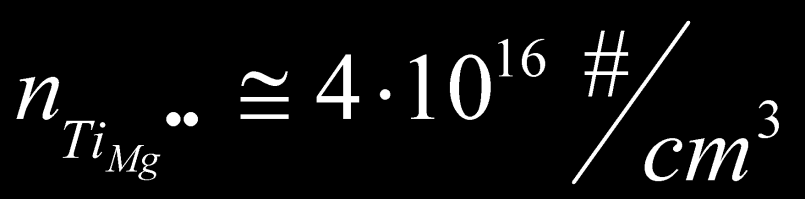 n_{Ti_{Mg}••} ≅ 4·10^{16} #/cm^3